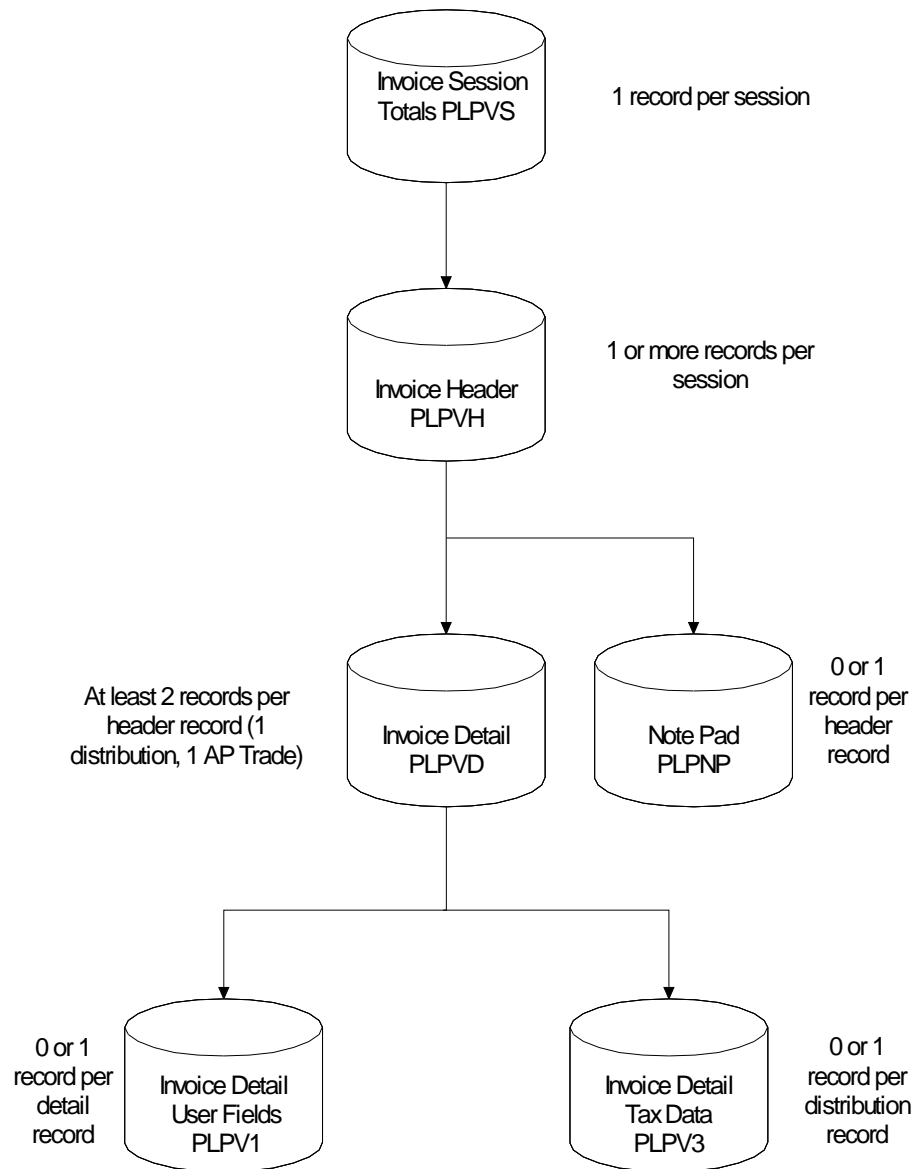 Invoice Session
Totals PLPVS
1 record per session
Invoice Header
PLPVH
1 or more records per
session
At least 2 records per
header record (1
distribution, 1 AP Trade)
Invoice Detail
PLPVD
Note Pad
PLPNP
0 or 1
record per
header
record
0 or 1
record per
detail
record
Invoice Detail
User Fields
PLPV1
Invoice Detail
Tax Data
PLPV3
0 or 1
record per
distribution
record